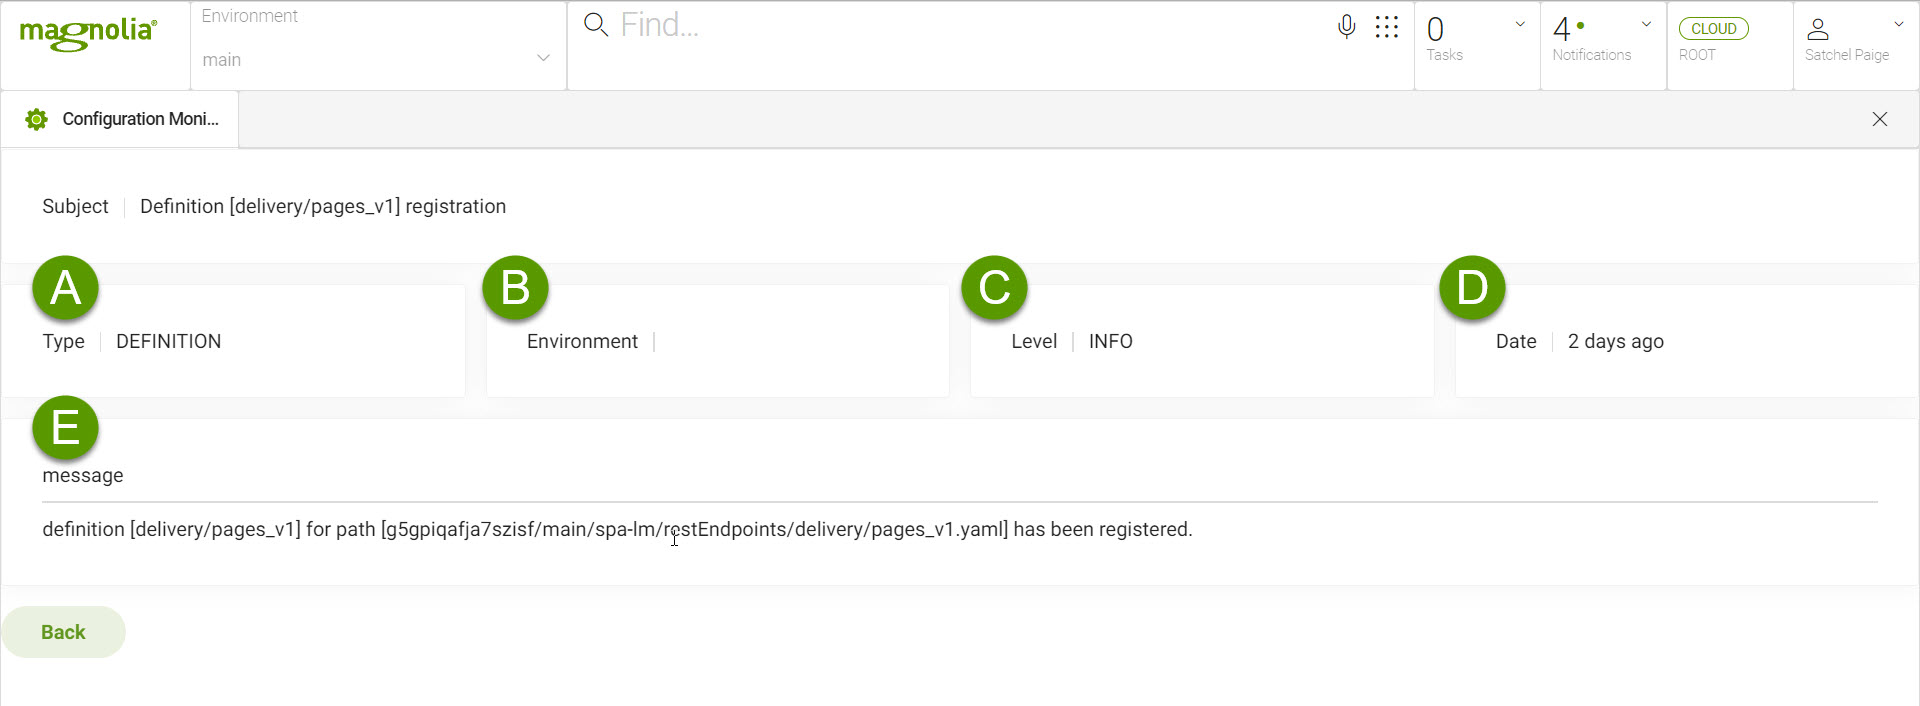 magnolia®
Environment
main
Find...
0
Tasks
4
Notifications
CLOUD
ROOT
Satchel Paige
Configuration Moni...
Subject Definition [delivery/pages_v1] registration
A
B
C
D
Type DEFINITION
Environment
Level INFO
Date 2 days ago
E
message
definition [delivery/pages_v1] for path [g5gpiqafja7szisf/main/spa-lm/restEndpoints/delivery/pages_v1.yaml] has been registered.
Back